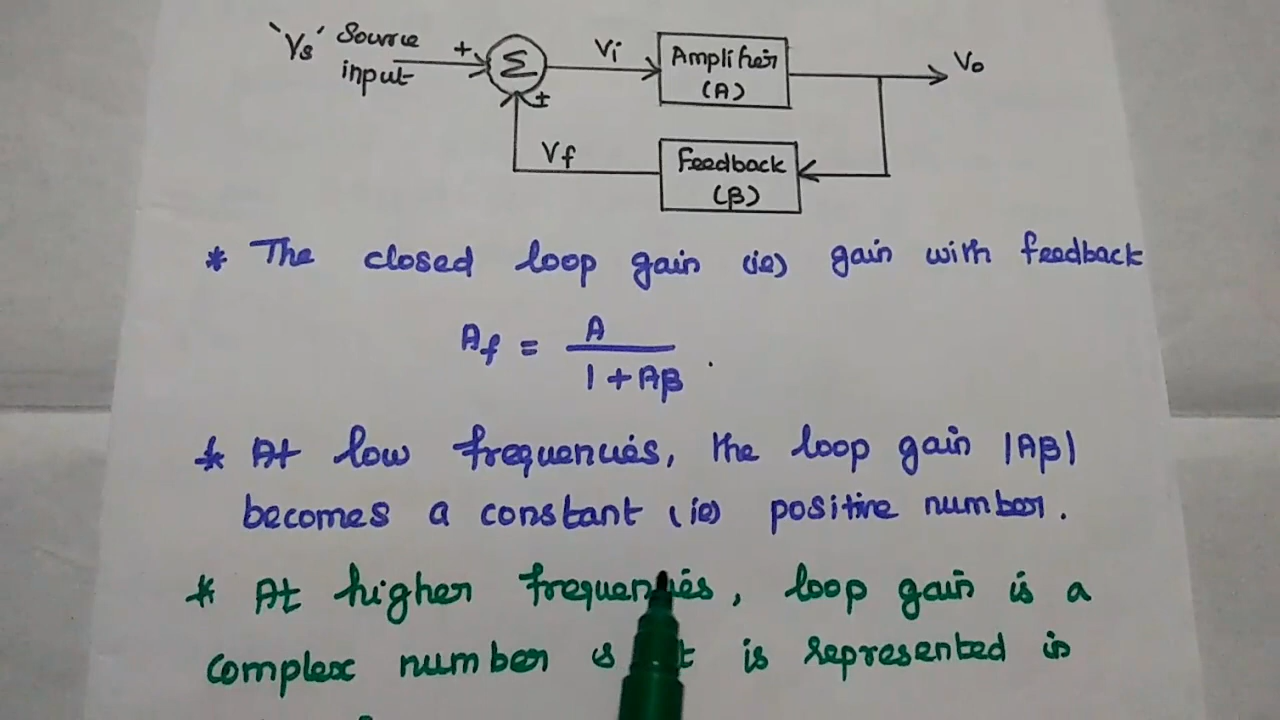 'Vs' Source input
+
Σ
±
Vi
Amplifier
(A)
Vo
Vf
Feedback
(β)
* The closed loop gain (ie) gain with feedback
Af = A / 1 + Aβ .
* At low frequencies, the loop gain |Aβ|
becomes a constant (ie) positive number.
* At higher frequencies, loop gain is a
complex number is represented in